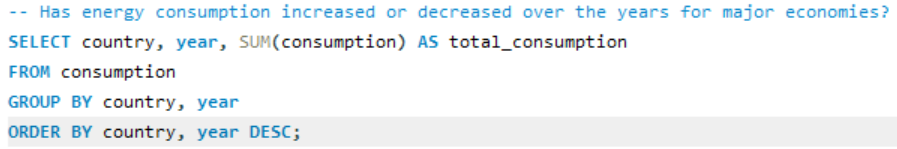 -- Has energy consumption increased or decreased over the years for major economies?
SELECT country, year, SUM(consumption) AS total_consumption
FROM consumption
GROUP BY country, year
ORDER BY country, year DESC;